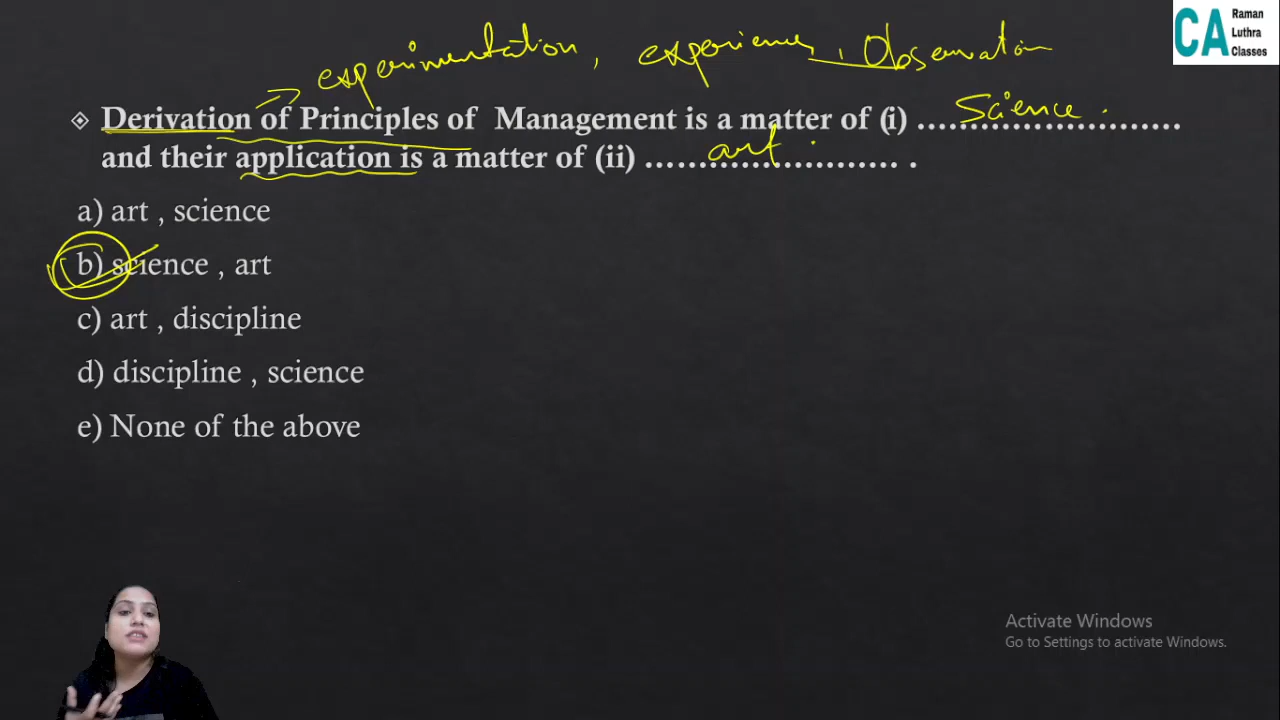 experimentation, experience, Observation
CA Raman
Luthra
Classes
Derivation of Principles of Management is a matter of (i) ........Science........
and their application is a matter of (ii) ........art........ .
a) art , science
b) science , art
c) art , discipline
d) discipline , science
e) None of the above
Activate Windows
Go to Settings to activate Windows.